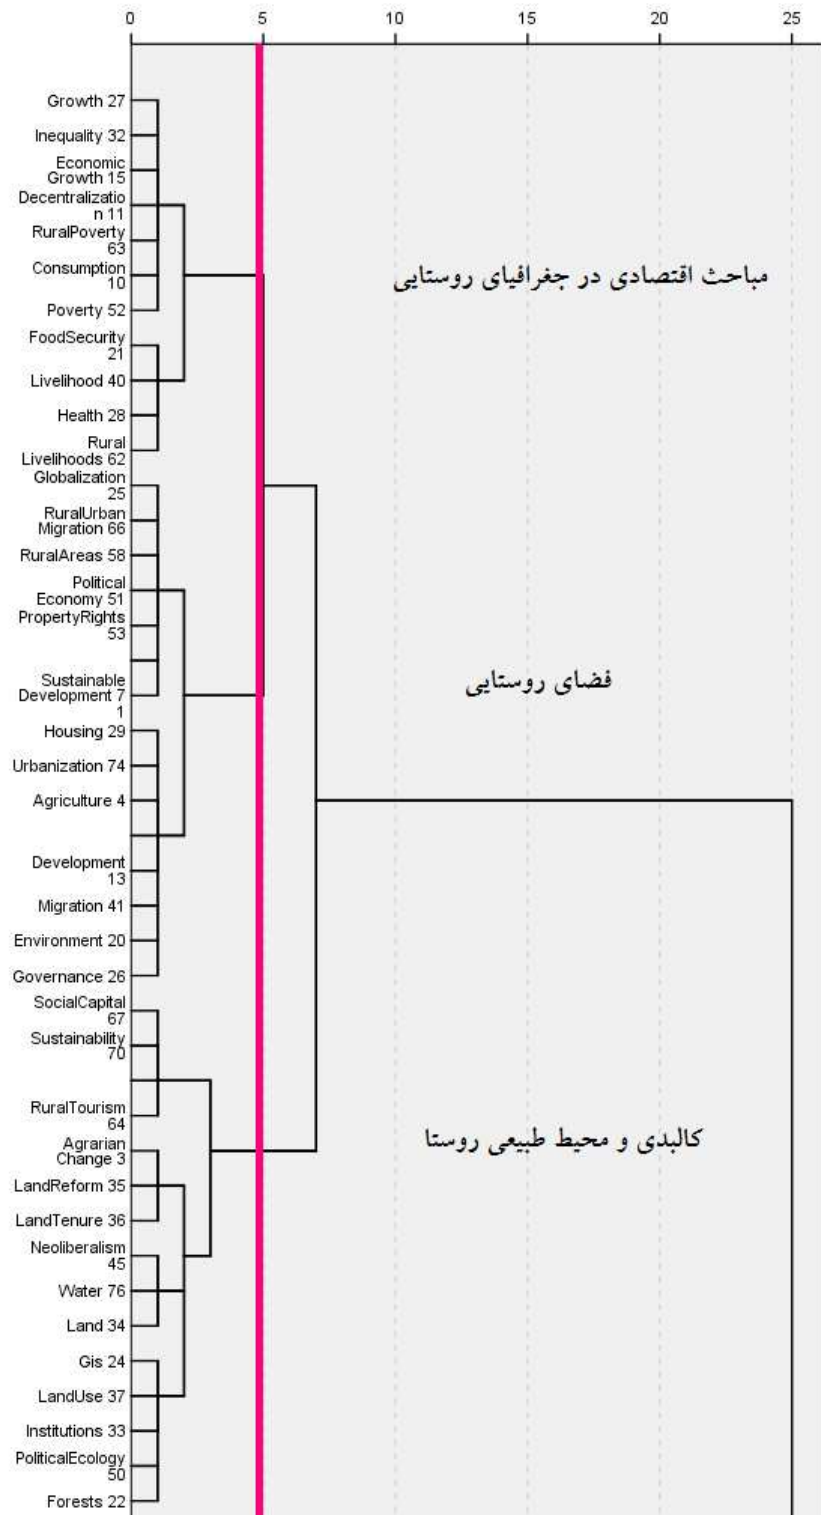 0 5 10 15 20 25
Growth 27
Inequality 32
Economic
Growth 15
Decentralizatio
n 11
RuralPoverty
63
Consumption
10
Poverty 52
FoodSecurity
21
Livelihood 40
Health 28
Rural
Livelihoods 62
Globalization
25
RuralUrban
Migration 66
RuralAreas 58
Political
Economy 51
PropertyRights
53
Sustainable
Development 7
1
Housing 29
Urbanization 74
Agriculture 4
Development
13
Migration 41
Environment 20
Governance 26
SocialCapital
67
Sustainability
70
RuralTourism
64
Agrarian
Change 3
LandReform 35
LandTenure 36
Neoliberalism
45
Water 76
Land 34
Gis 24
LandUse 37
Institutions 33
PoliticalEcology
50
Forests 22
مباحث اقتصادی در جغرافیای روستایی
فضای روستایی
کالبدی و محیط طبیعی روستا